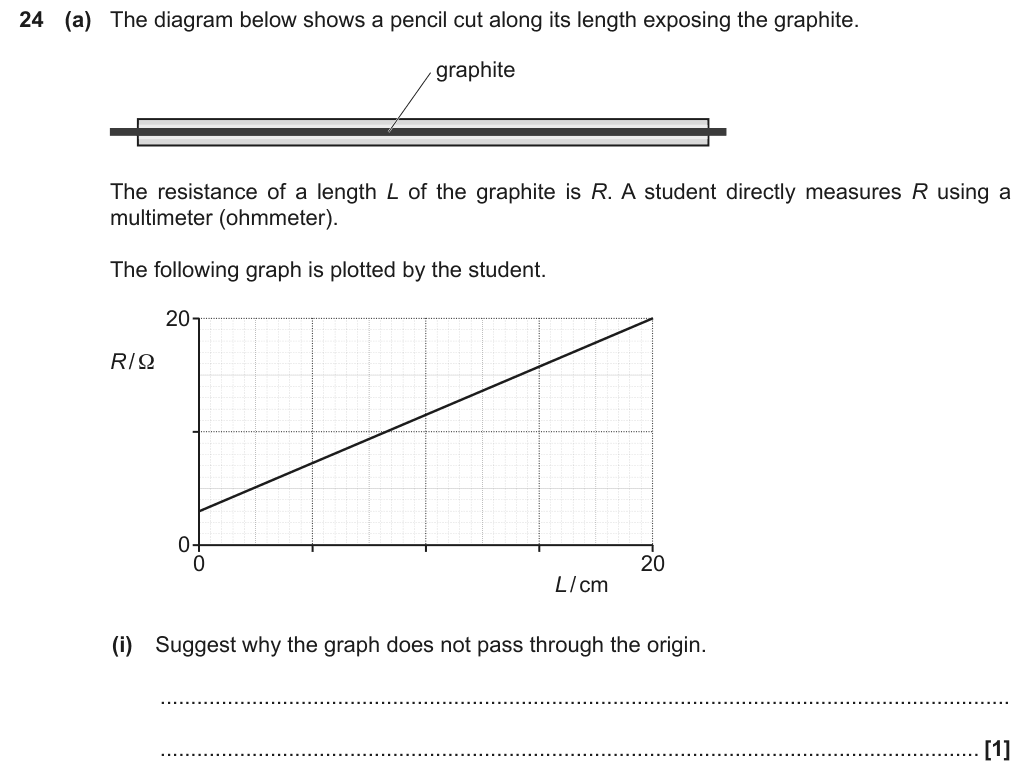 24 (a) The diagram below shows a pencil cut along its length exposing the graphite.
graphite
The resistance of a length L of the graphite is R. A student directly measures R using a
multimeter (ohmmeter).
The following graph is plotted by the student.
20
R/Ω
0
0
20
L/cm
(i) Suggest why the graph does not pass through the origin.
[1]